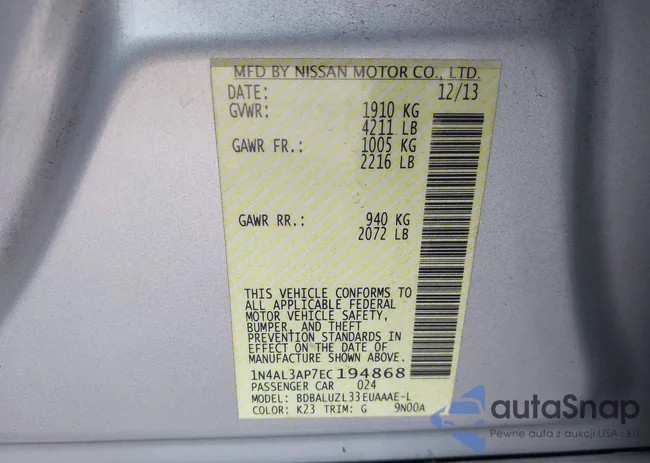 MFD BY NISSAN MOTOR CO., LTD.
DATE: 12/13
GVWR: 1910 KG
4211 LB
GAWR FR.: 1005 KG
2216 LB
GAWR RR.: 940 KG
2072 LB
THIS VEHICLE CONFORMS TO
ALL APPLICABLE FEDERAL
MOTOR VEHICLE SAFETY,
BUMPER, AND THEFT
PREVENTION STANDARDS IN
EFFECT ON THE DATE OF
MANUFACTURE SHOWN ABOVE.
1N4AL3AP7EC194868
PASSENGER CAR 024
MODEL: BDBALUZL33EUAAAE-L
COLOR: K23 TRIM: G 9N00A
autoSnap
Pewne auta z aukcji USA i EU